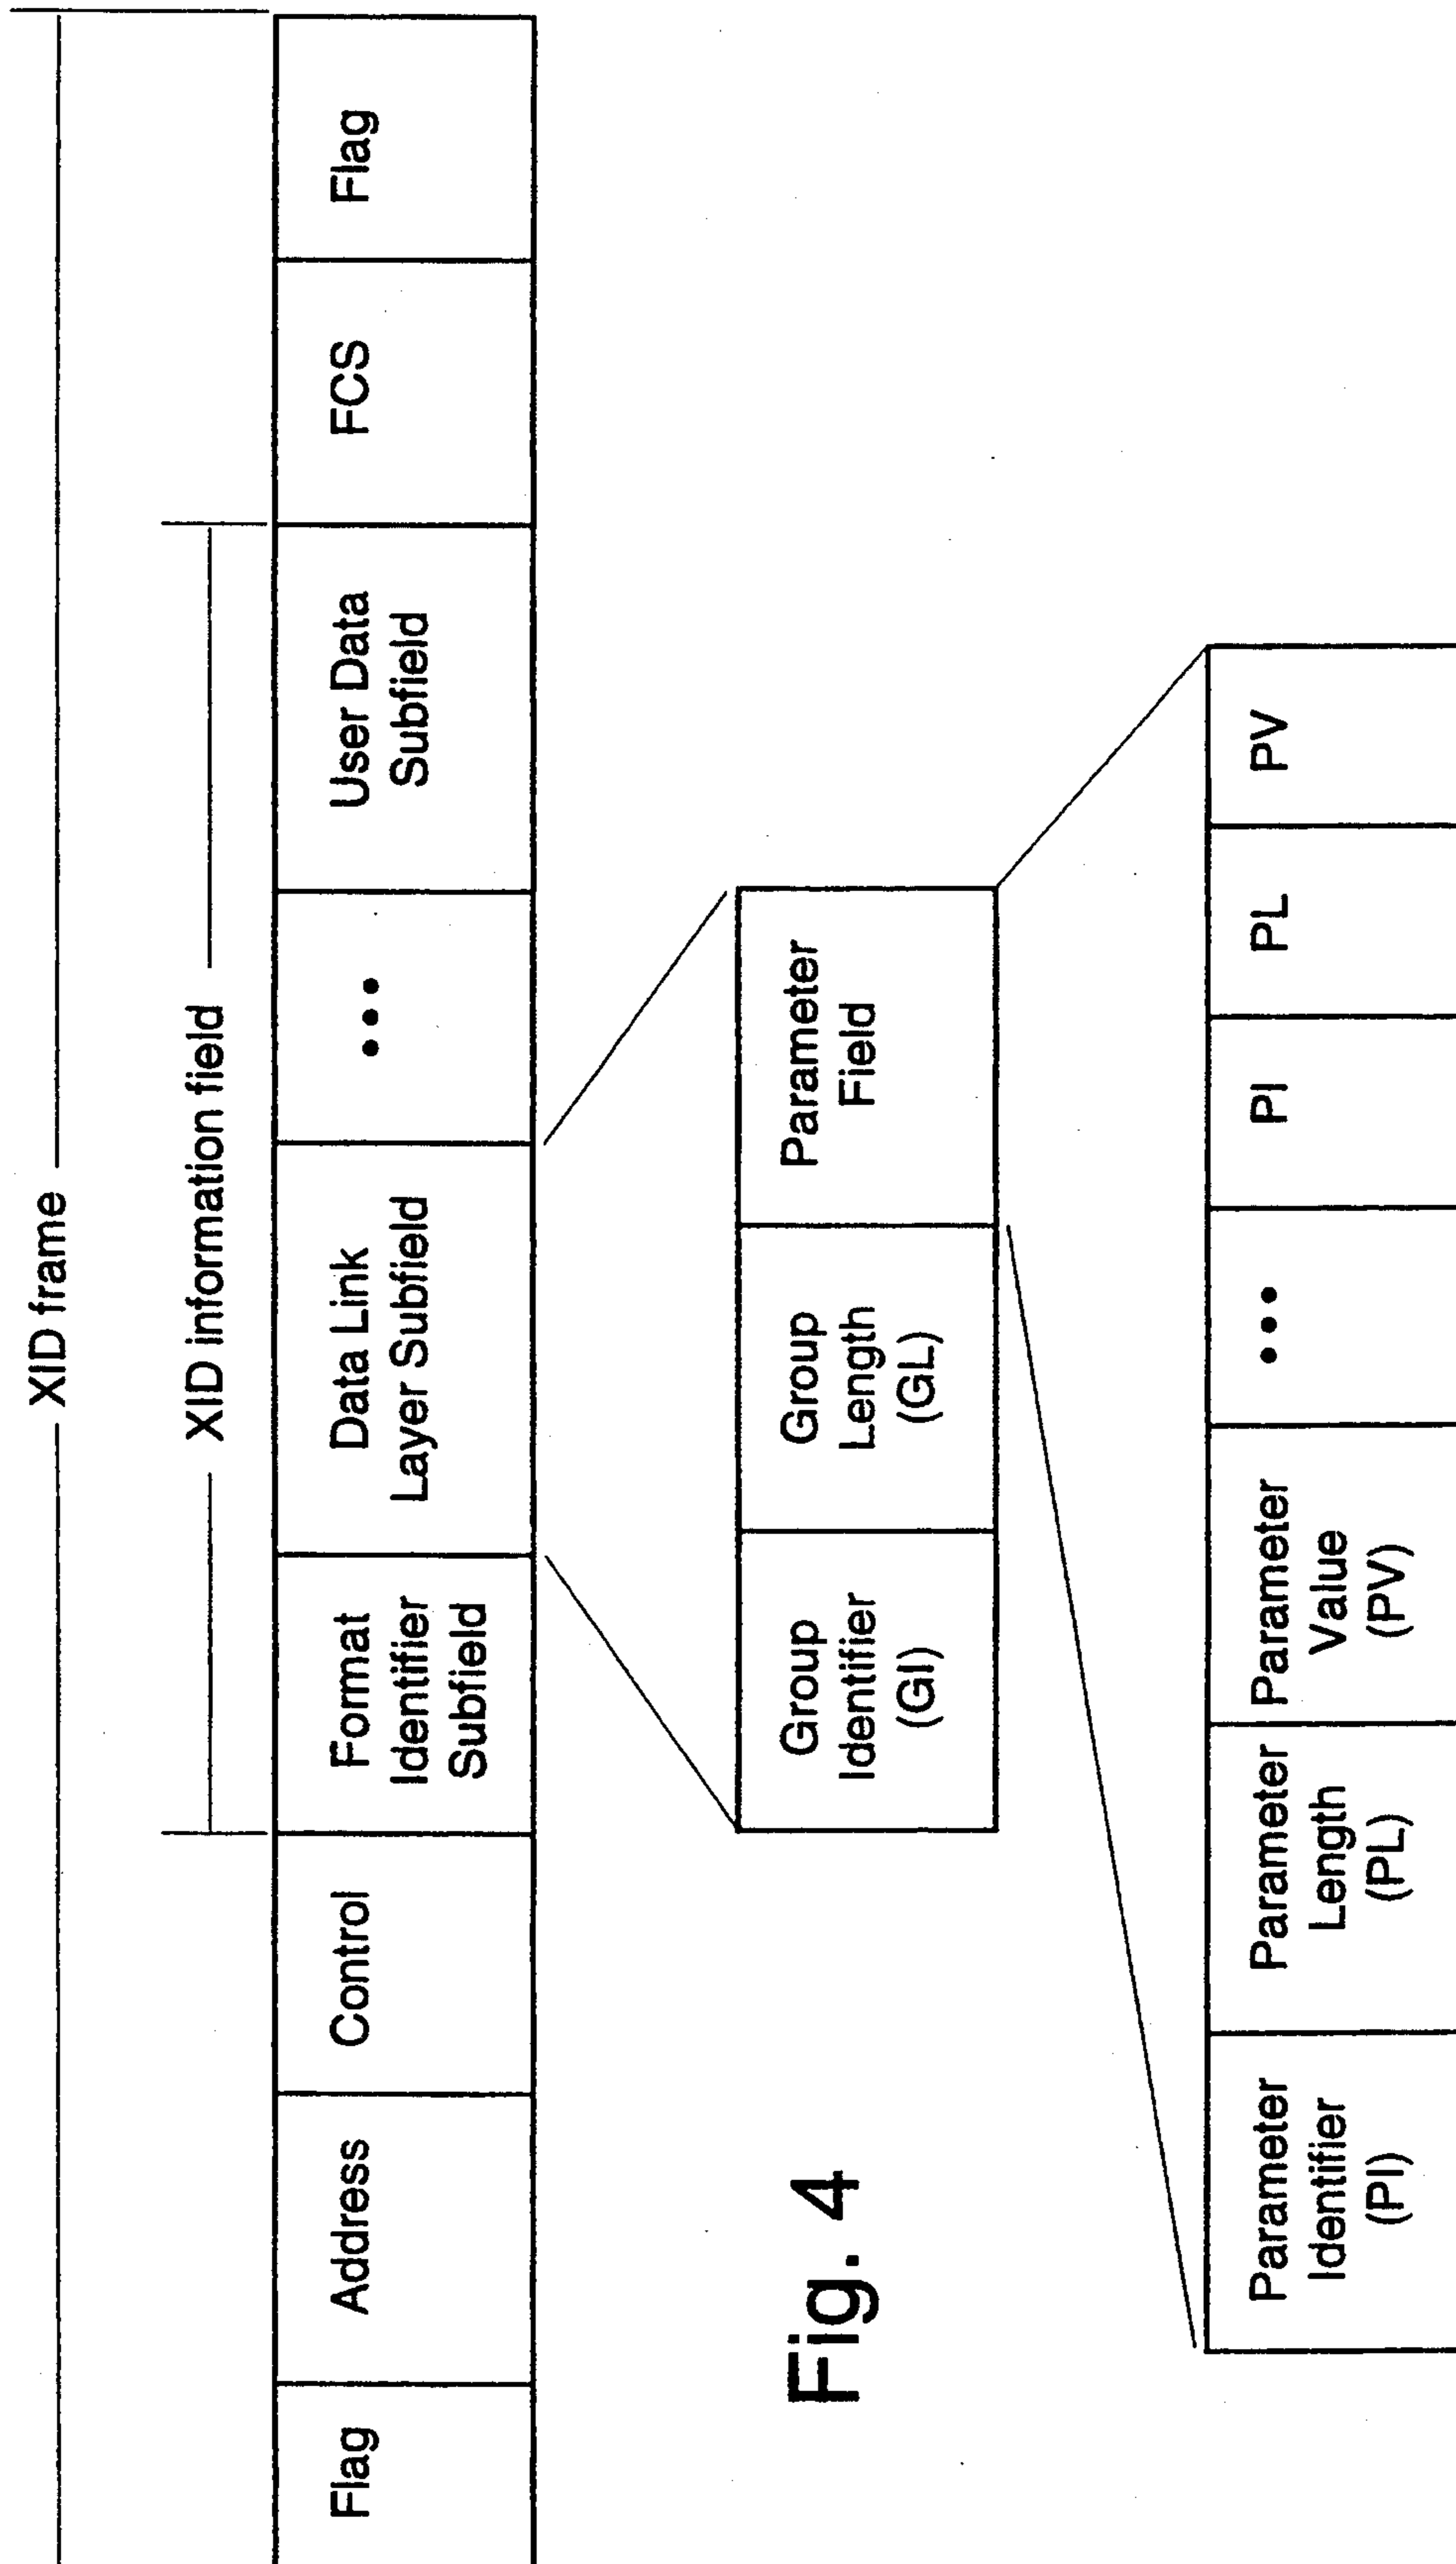 XID frame
XID information field
Flag
Address
Control
Format
Identifier
Subfield
Data Link
Layer Subfield
•••
User Data
Subfield
FCS
Flag
Group
Identifier
(GI)
Group
Length
(GL)
Parameter
Field
Fig. 4
Parameter
Identifier
(PI)
Parameter
Length
(PL)
Parameter
Value
(PV)
•••
PI
PL
PV